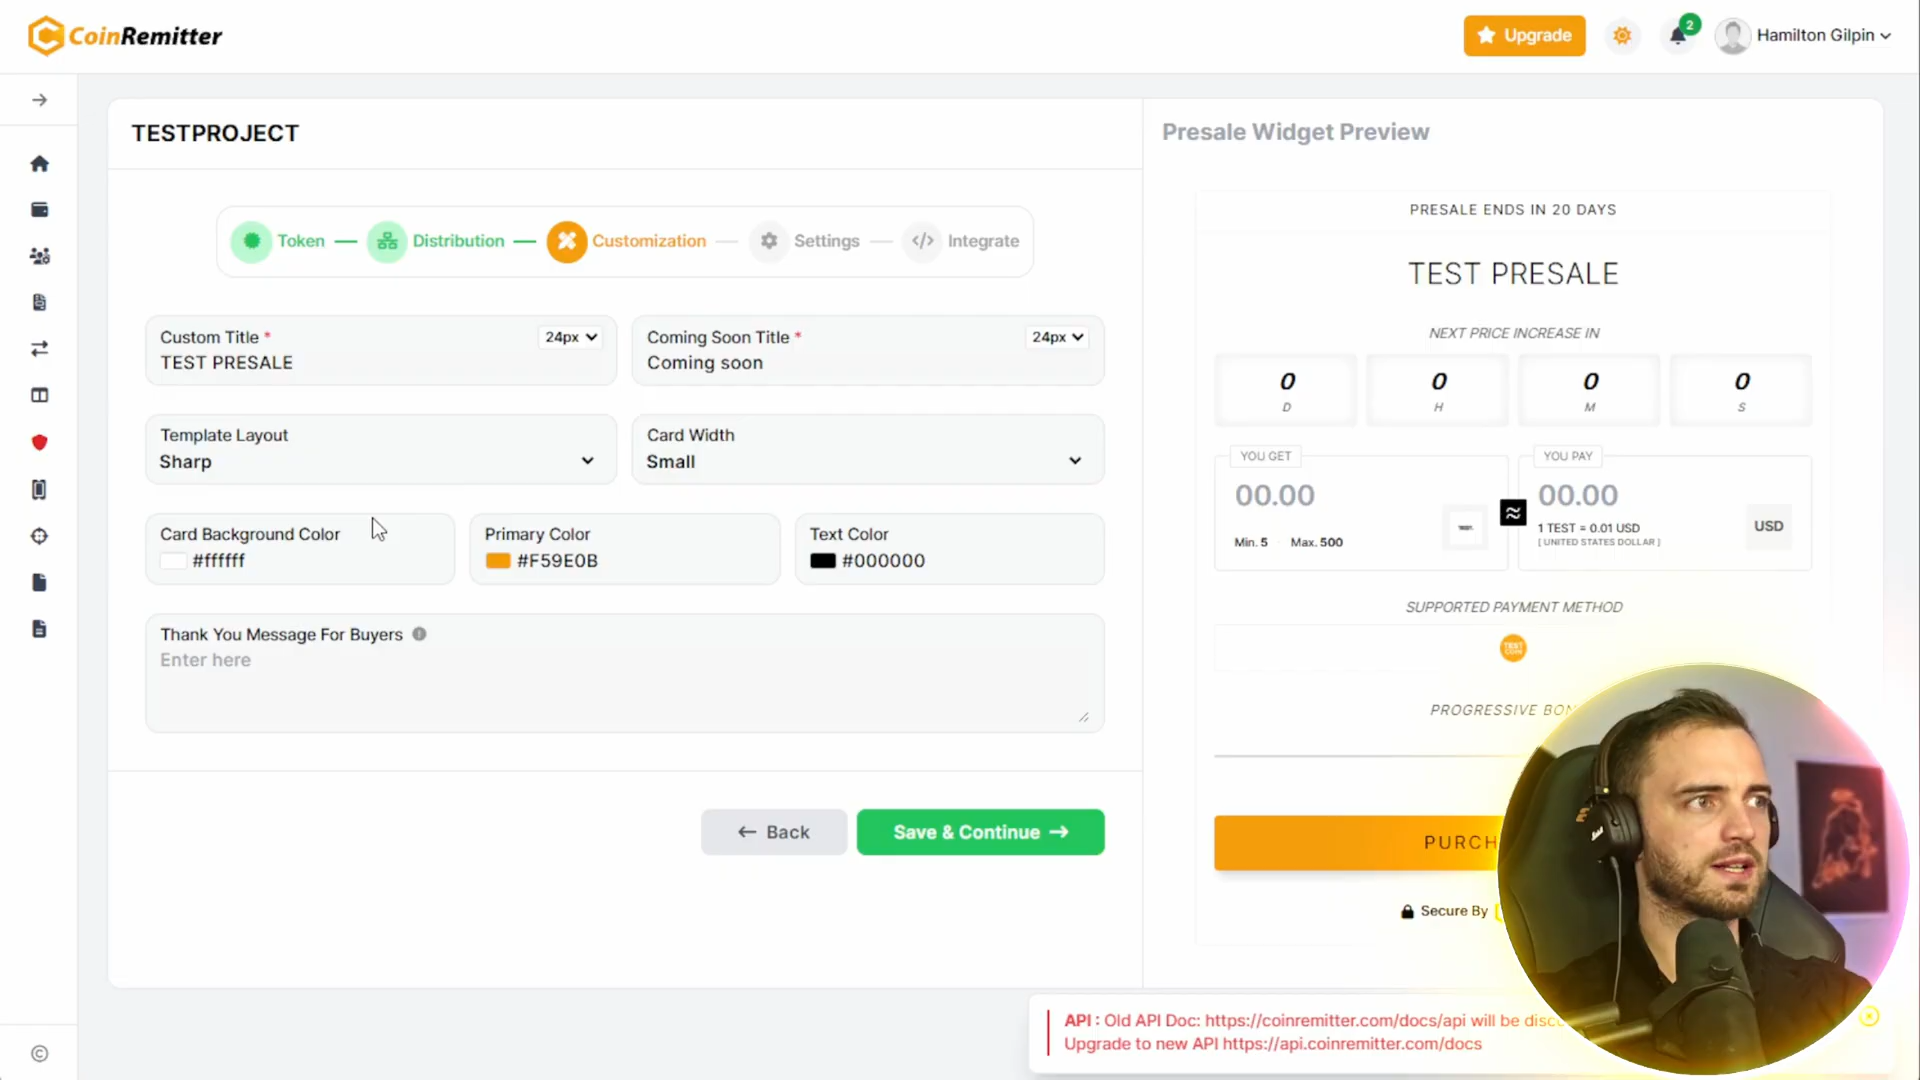 CoinRemitter
Upgrade
2
Hamilton Gilpin
TESTPROJECT
Token
Distribution
Customization
Settings
Integrate
Custom Title *
24px
TEST PRESALE
Coming Soon Title *
24px
Coming soon
Template Layout
Sharp
Card Width
Small
Card Background Color
#ffffff
Primary Color
#F59E0B
Text Color
#000000
Thank You Message For Buyers
Enter here
← Back
Save & Continue →
Presale Widget Preview
PRESALE ENDS IN 20 DAYS
TEST PRESALE
NEXT PRICE INCREASE IN
0
D
0
H
0
M
0
S
YOU GET
00.00
Min. 5 · Max. 500
≈
YOU PAY
00.00
1 TEST = 0.01 USD
[ UNITED STATES DOLLAR ]
USD
SUPPORTED PAYMENT METHOD
TEST
COIN
PROGRESSIVE BON
PURCH
Secure By
API : Old API Doc: https://coinremitter.com/docs/api will be disc
Upgrade to new API https://api.coinremitter.com/docs
©